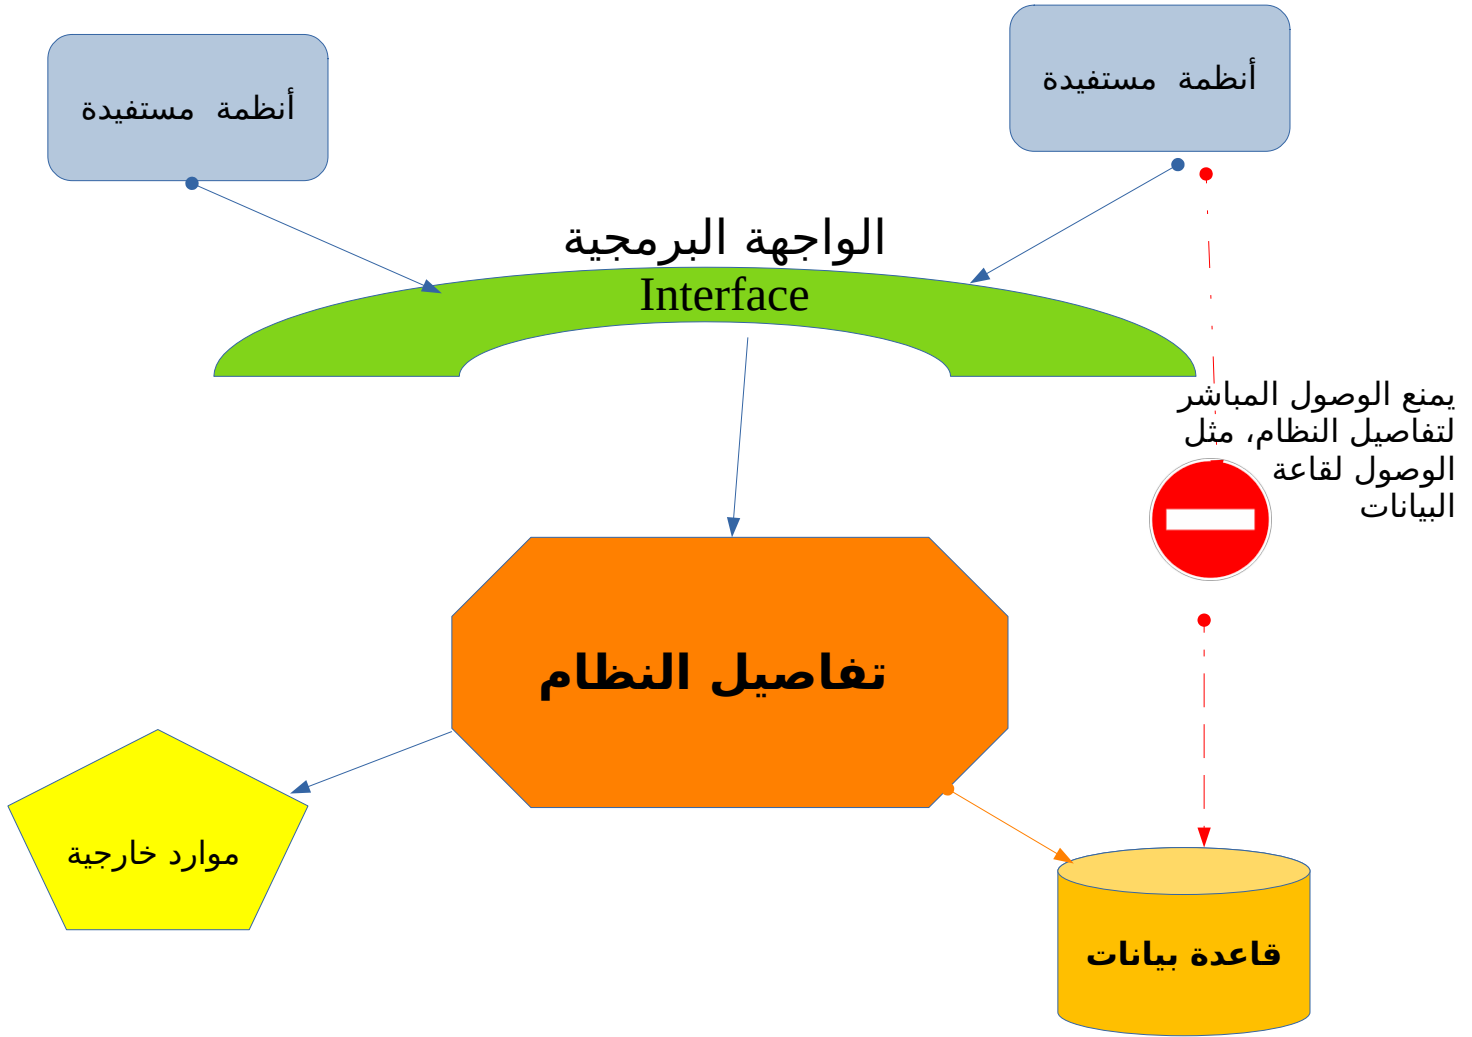 أنظمة مستفيدة
أنظمة مستفيدة
الواجهة البرمجية
Interface
يمنع الوصول المباشر
لتفاصيل النظام، مثل
الوصول لقاعة
البيانات
تفاصيل النظام
موارد خارجية
قاعدة بيانات